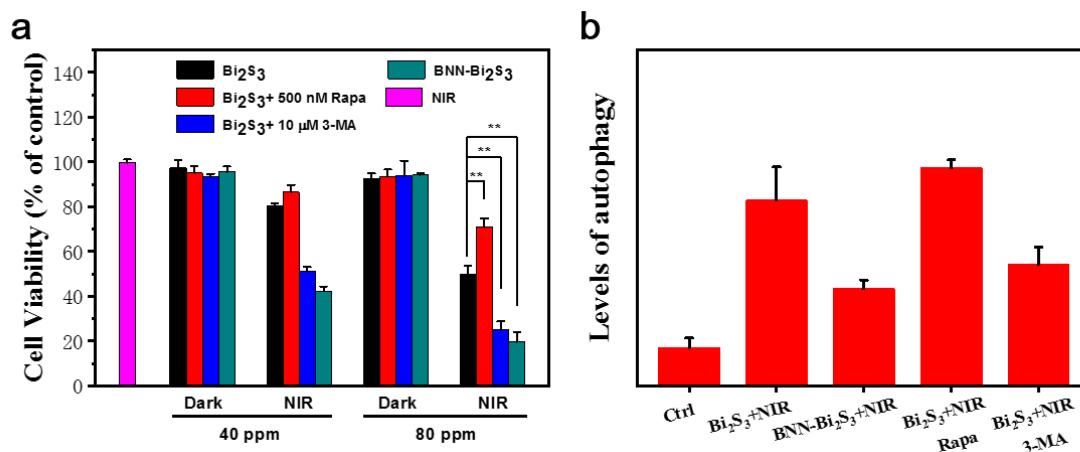 a
Cell Viability (% of control)
140
120
100
80
60
40
20
0
Bi2S3
Bi2S3+ 500 nM Rapa
Bi2S3+ 10 μM 3-MA
BNN-Bi2S3
NIR
**
**
**
Dark
NIR
Dark
NIR
40 ppm
80 ppm
b
Levels of autophagy
Ctrl
Bi2S3+NIR
BNN-Bi2S3+NIR
Bi2S3+NIR
Rapa
Bi2S3+NIR
3-MA